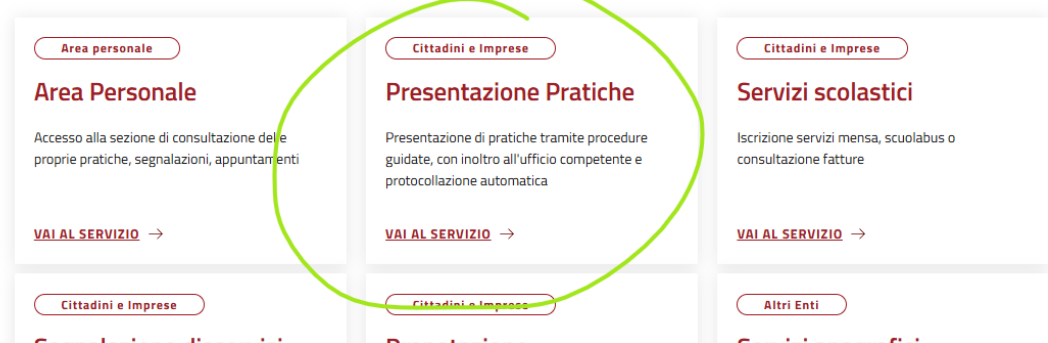 Area personale
Area Personale
Accesso alla sezione di consultazione delle
proprie pratiche, segnalazioni, appuntamenti
VAI AL SERVIZIO →
Cittadini e Imprese
Presentazione Pratiche
Presentazione di pratiche tramite procedure
guidate, con inoltro all'ufficio competente e
protocollazione automatica
VAI AL SERVIZIO →
Cittadini e Imprese
Servizi scolastici
Iscrizione servizi mensa, scuolabus o
consultazione fatture
VAI AL SERVIZIO →
Cittadini e Imprese
Cittadini e Imprese
Altri Enti